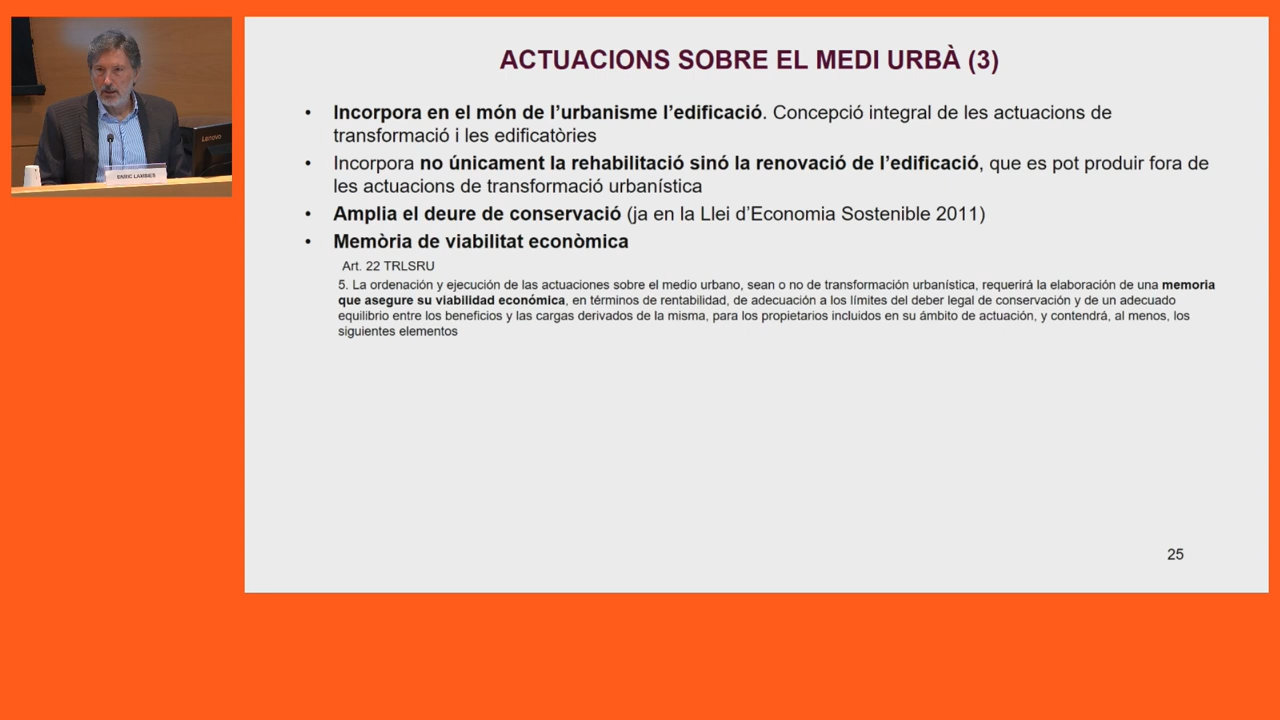 Lenovo
ENRIC LAMBIES
ACTUACIONS SOBRE EL MEDI URBÀ (3)
• Incorpora en el món de l’urbanisme l’edificació. Concepció integral de les actuacions de
transformació i les edificatòries
• Incorpora no únicament la rehabilitació sinó la renovació de l’edificació, que es pot produir fora de
les actuacions de transformació urbanística
• Amplia el deure de conservació (ja en la Llei d’Economia Sostenible 2011)
• Memòria de viabilitat econòmica
Art. 22 TRLSRU
5. La ordenación y ejecución de las actuaciones sobre el medio urbano, sean o no de transformación urbanística, requerirá la elaboración de una memoria
que asegure su viabilidad económica, en términos de rentabilidad, de adecuación a los límites del deber legal de conservación y de un adecuado
equilibrio entre los beneficios y las cargas derivados de la misma, para los propietarios incluidos en su ámbito de actuación, y contendrá, al menos, los
siguientes elementos
25